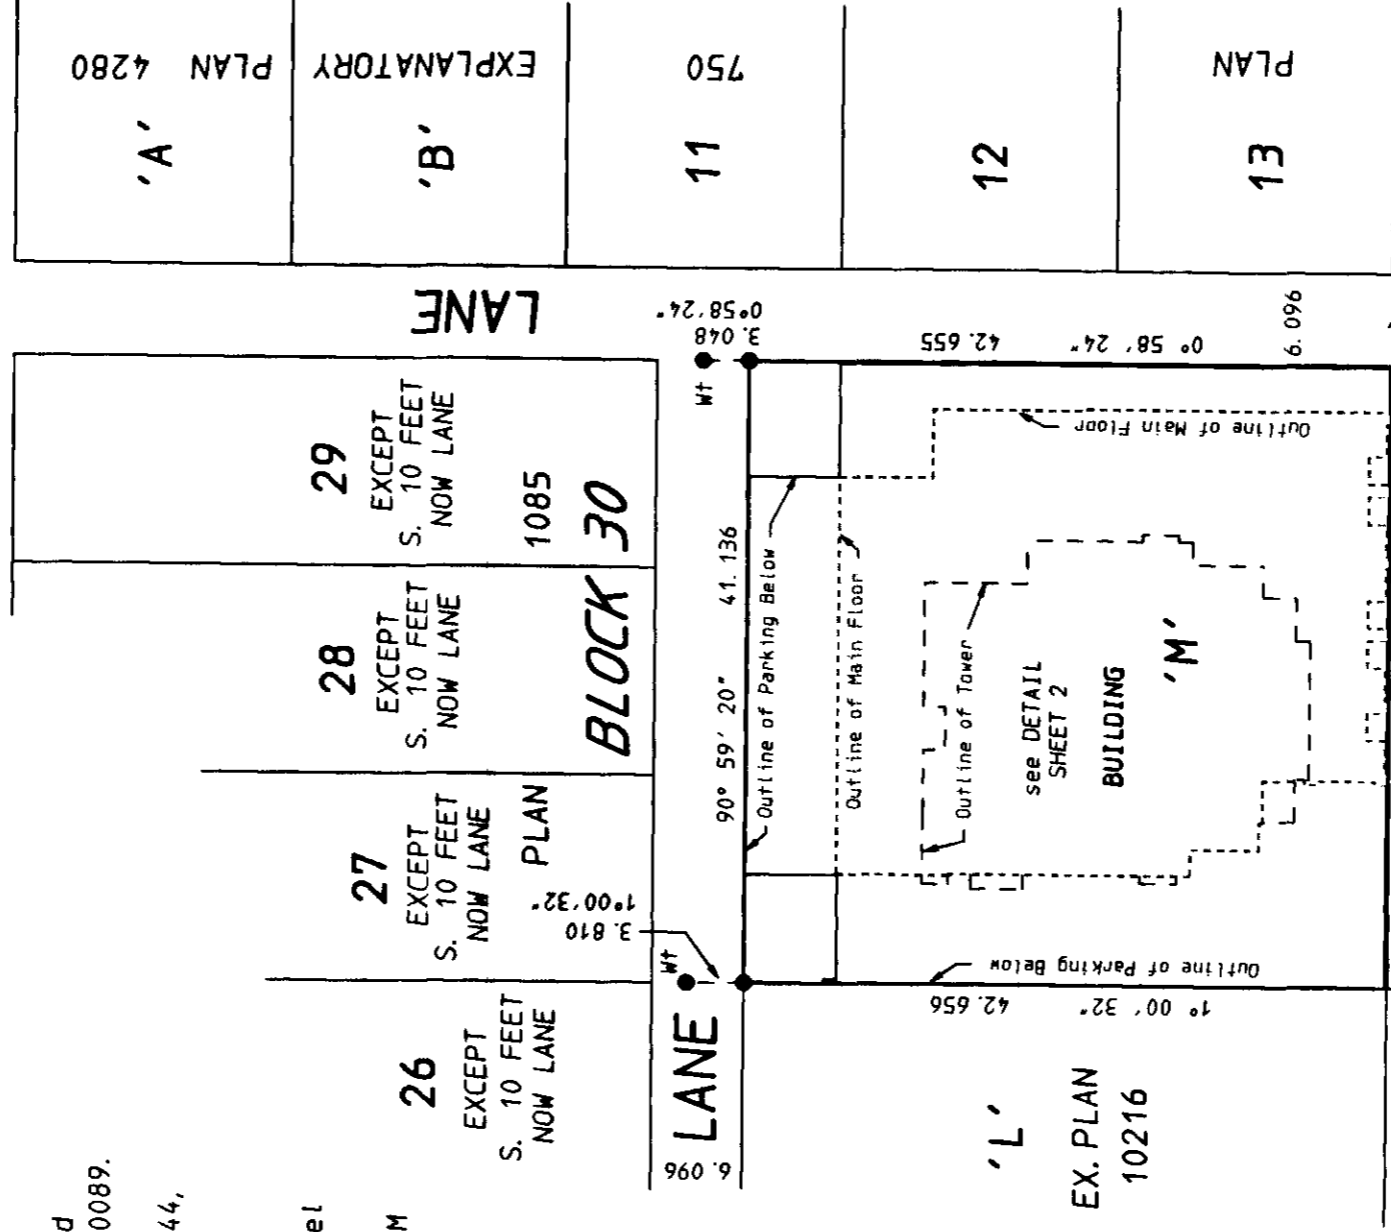 'A'
PLAN 4280
'B'
EXPLANATORY
11
750
12
13
PLAN
LANE
29
EXCEPT
S. 10 FEET
NOW LANE
1085
28
EXCEPT
S. 10 FEET
NOW LANE
BLOCK 30
27
EXCEPT
S. 10 FEET
NOW LANE
PLAN
26
EXCEPT
S. 10 FEET
NOW LANE
3.048
0°58'24"
Wt
3.810
1°00'32"
Wt
LANE
6.096
90° 59' 20"
41.136
0° 58' 24"
42.655
6.096
Outline of Parking Below
Outline of Main Floor
Outline of Main Floor
Outline of Tower
see DETAIL
SHEET 2
BUILDING
'M'
Outline of Parking Below
1° 00' 32"
42.656
'L'
EX. PLAN
10216
d
0089.
44,
el
M